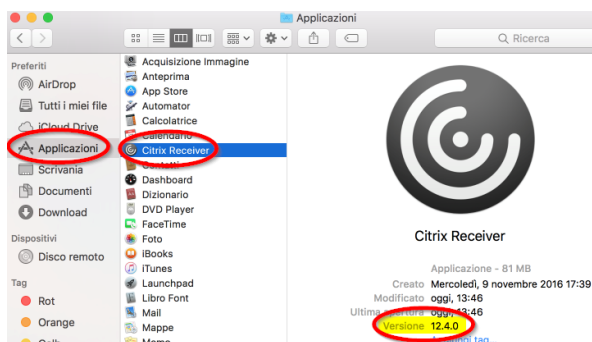 Applicazioni
Ricerca
Preferiti
AirDrop
Tutti i miei file
iCloud Drive
Applicazioni
Scrivania
Documenti
Download
Dispositivi
Disco remoto
Tag
Rot
Orange
Acquisizione Immagine
Anteprima
App Store
Automator
Calcolatrice
Calendario
Citrix Receiver
Contatti
Dashboard
Dizionario
DVD Player
FaceTime
Foto
iBooks
iTunes
Launchpad
Libro Font
Mail
Mappe
Citrix Receiver
Applicazione - 81 MB
Creato Mercoledì, 9 novembre 2016 17:39
Modificato oggi, 13:46
Ultima apertura oggi, 13:46
Versione 12.4.0